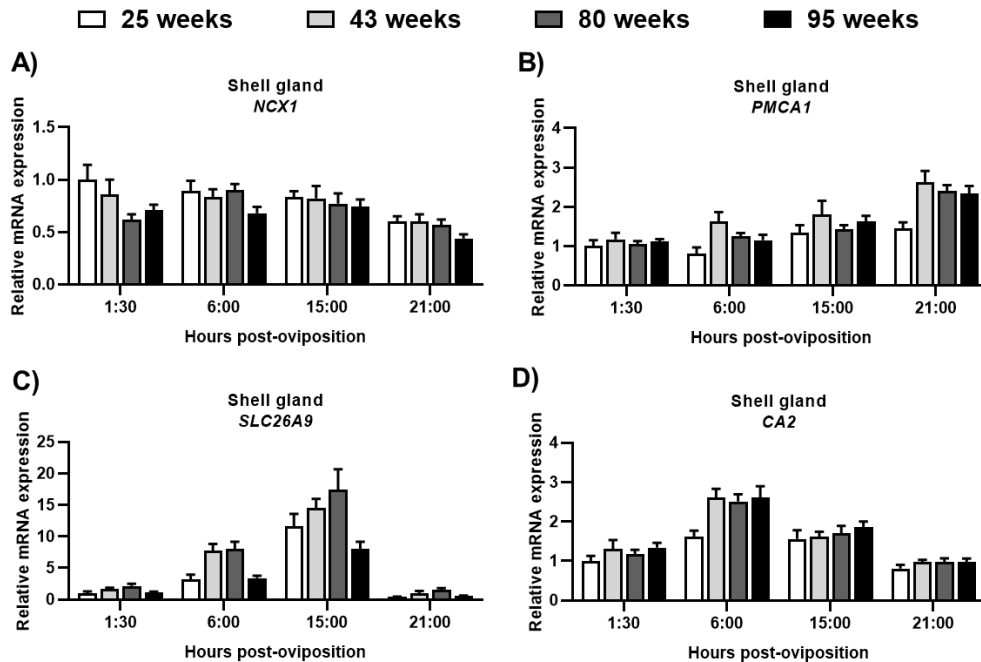 25 weeks 43 weeks 80 weeks 95 weeks
A)
Shell gland
NCX1
Relative mRNA expression
1.5
1.0
0.5
0.0
1:30 6:00 15:00 21:00
Hours post-oviposition
B)
Shell gland
PMCA1
Relative mRNA expression
4
3
2
1
0
1:30 6:00 15:00 21:00
Hours post-oviposition
C)
Shell gland
SLC26A9
Relative mRNA expression
25
20
15
10
5
0
1:30 6:00 15:00 21:00
Hours post-oviposition
D)
Shell gland
CA2
Relative mRNA expression
4
3
2
1
0
1:30 6:00 15:00 21:00
Hours post-oviposition